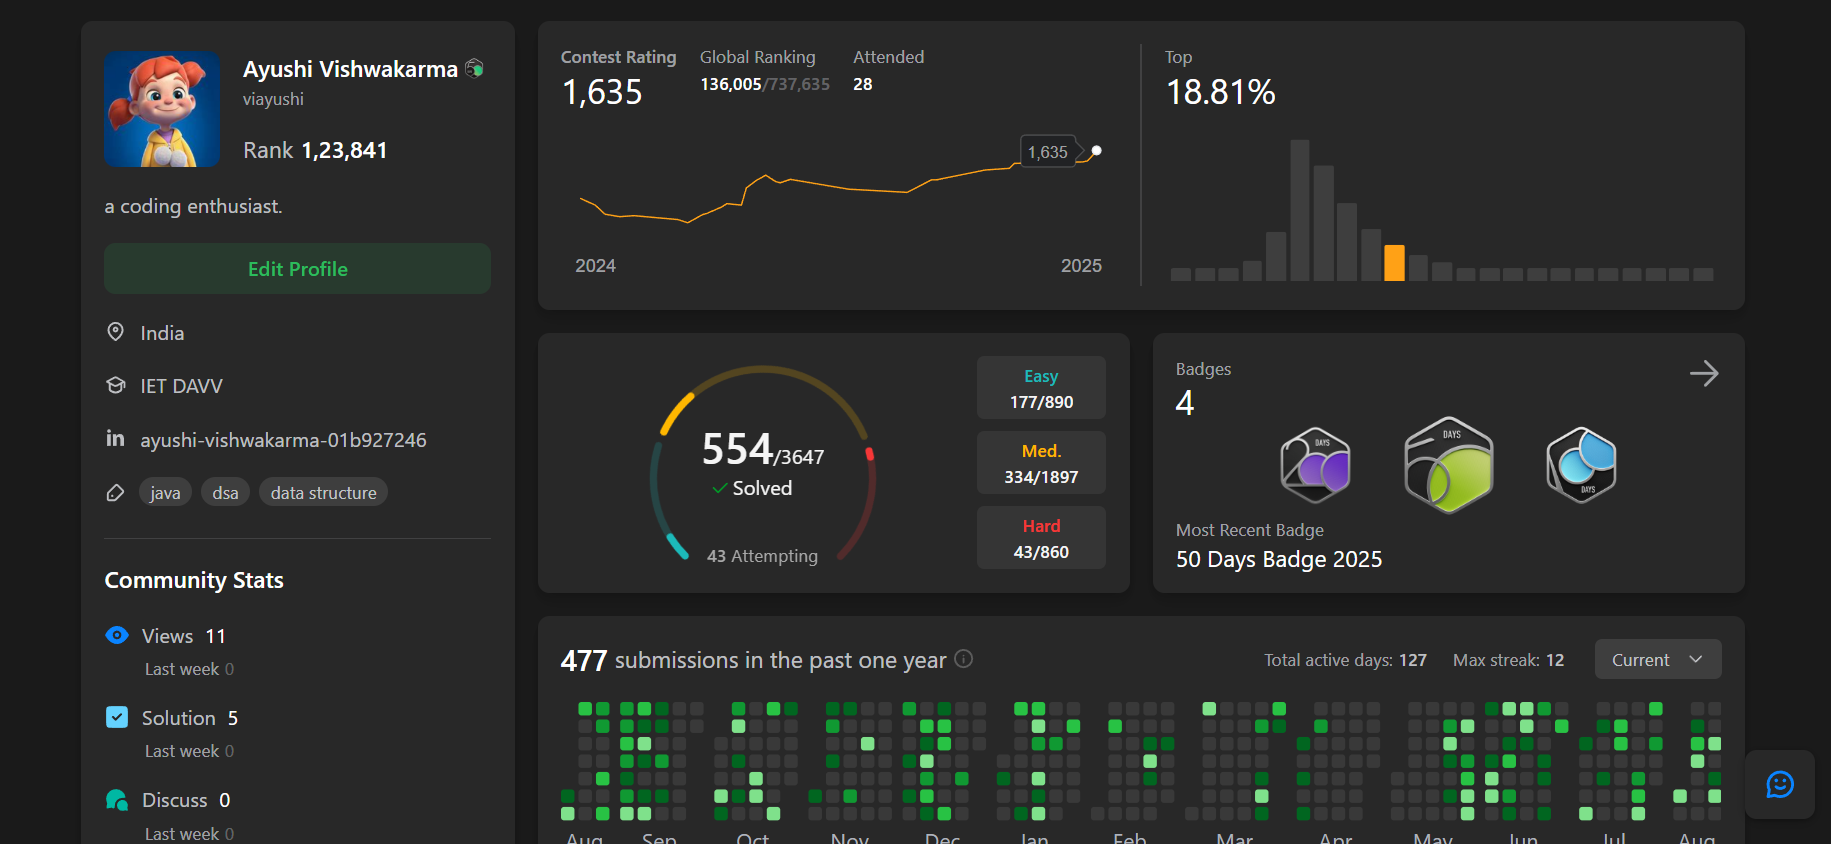 Ayushi Vishwakarma
viayushi
Rank 1,23,841
a coding enthusiast.
Edit Profile
India
IET DAVV
ayushi-vishwakarma-01b927246
java dsa data structure
Community Stats
Views 11
Last week 0
Solution 5
Last week 0
Discuss 0
Last week 0
Contest Rating
1,635
Global Ranking
136,005/737,635
Attended
28
1,635
2024 2025
Top
18.81%
554/3647
Solved
43 Attempting
Easy
177/890
Med.
334/1897
Hard
43/860
Badges
4
DAYS
DAYS
DAYS
Most Recent Badge
50 Days Badge 2025
477 submissions in the past one year
Total active days: 127 Max streak: 12 Current
Aug Sep Oct Nov Dec Jan Feb Mar Apr May Jun Jul Aug